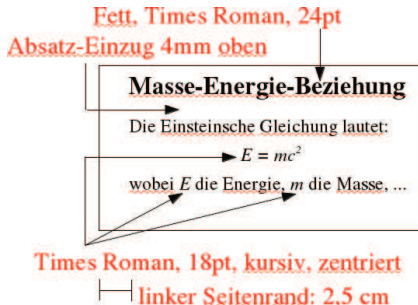 Fett, Times Roman, 24pt
Absatz-Einzug 4mm oben
Masse-Energie-Beziehung
Die Einsteinsche Gleichung lautet:
E = mc²
wobei E die Energie, m die Masse, ...
Times Roman, 18pt, kursiv, zentriert
linker Seitenrand: 2,5 cm